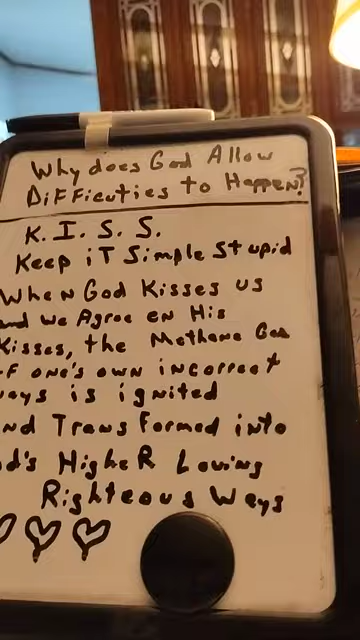 Why does God Allow
Difficuties to Happen?
K. I. S. S.
Keep iT Simple Stupid
When God Kisses us
and we Agree en His
Kisses, the Methane Gas
of one's own incorrect
ways is ignited
and Transformed into
God's Higher Loving
Righteous Ways